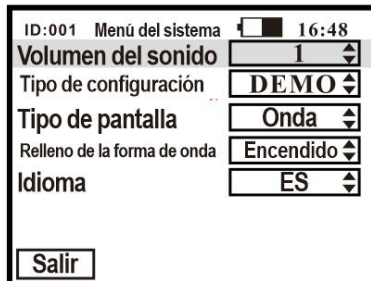 ID:001 Menú del sistema 16:48
Volumen del sonido 1
Tipo de configuración DEMO
Tipo de pantalla Onda
Relleno de la forma de onda Encendido
Idioma ES
Salir